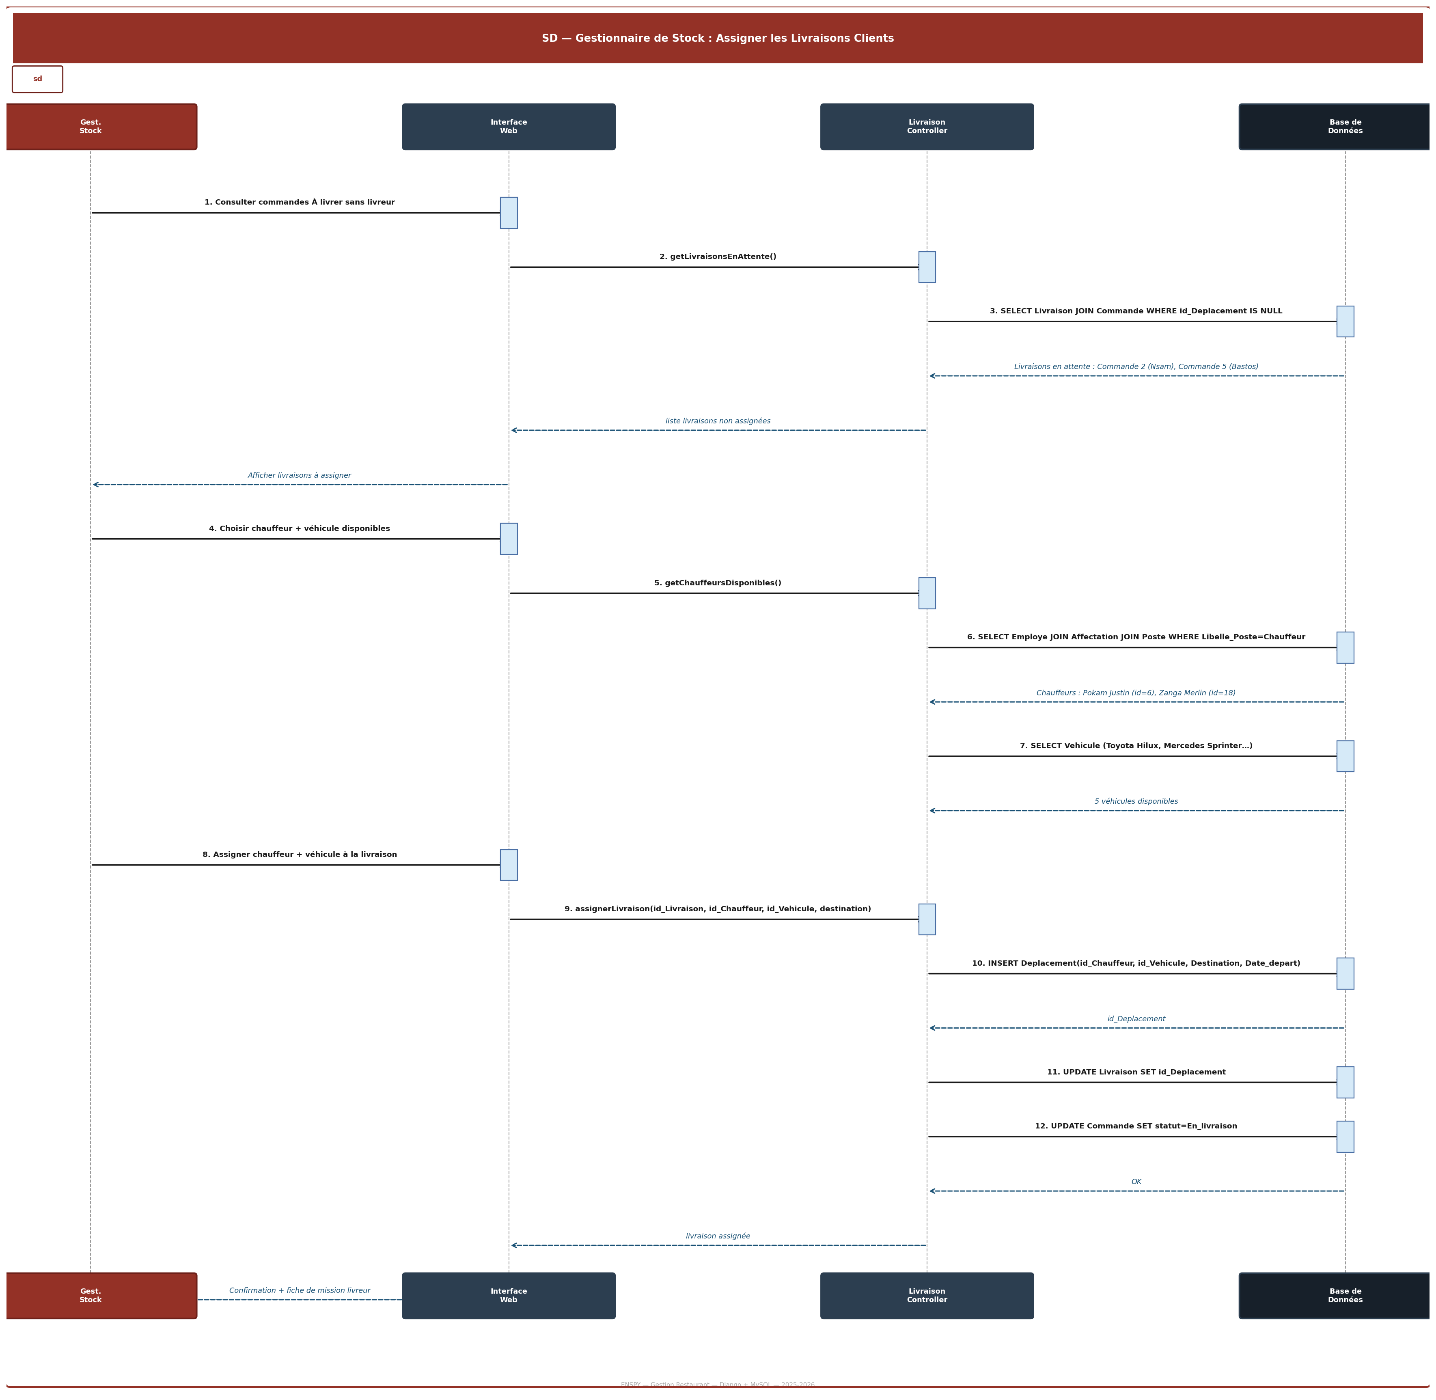 SD — Gestionnaire de Stock : Assigner les Livraisons Clients
sd
Gest.
Stock
Interface
Web
Livraison
Controller
Base de
Données
1. Consulter commandes À livrer sans livreur
2. getLivraisonsEnAttente()
3. SELECT Livraison JOIN Commande WHERE id_Deplacement IS NULL
Livraisons en attente : Commande 2 (Nsam), Commande 5 (Bastos)
liste livraisons non assignées
Afficher livraisons à assigner
4. Choisir chauffeur + véhicule disponibles
5. getChauffeursDisponibles()
6. SELECT Employe JOIN Affectation JOIN Poste WHERE Libelle_Poste=Chauffeur
Chauffeurs : Pokam Justin (id=6), Zanga Merlin (id=18)
7. SELECT Vehicule (Toyota Hilux, Mercedes Sprinter…)
5 véhicules disponibles
8. Assigner chauffeur + véhicule à la livraison
9. assignerLivraison(id_Livraison, id_Chauffeur, id_Vehicule, destination)
10. INSERT Deplacement(id_Chauffeur, id_Vehicule, Destination, Date_depart)
id_Deplacement
11. UPDATE Livraison SET id_Deplacement
12. UPDATE Commande SET statut=En_livraison
OK
livraison assignée
Confirmation + fiche de mission livreur
Gest.
Stock
Interface
Web
Livraison
Controller
Base de
Données
ENSPY — Gestion Restaurant — Django + MySQL — 2025-2026